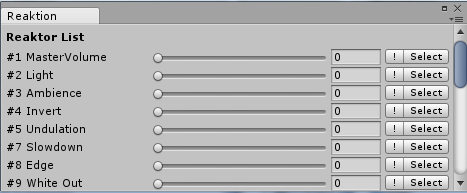 Reaktion
Reaktor List
#1 MasterVolume 0 ! Select
#2 Light 0 ! Select
#3 Ambience 0 ! Select
#4 Invert 0 ! Select
#5 Undulation 0 ! Select
#7 Slowdown 0 ! Select
#8 Edge 0 ! Select
#9 White Out 0 ! Select